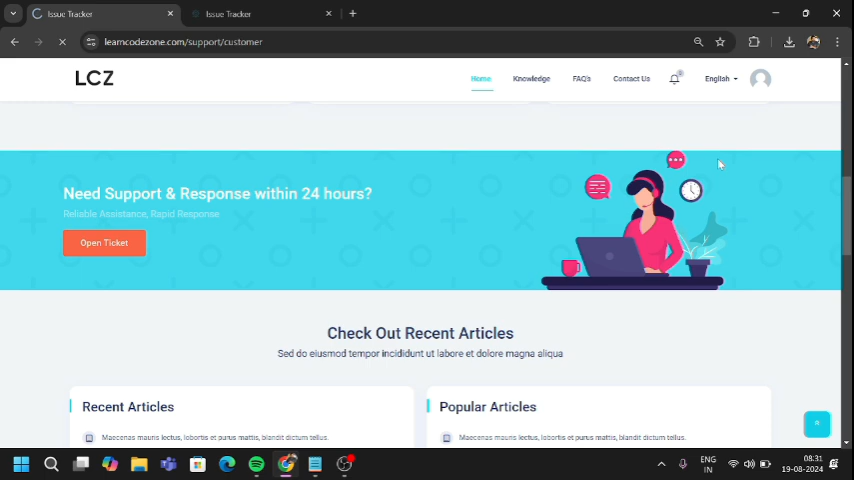 Issue Tracker
Issue Tracker
learncodezone.com/support/customer
LCZ
Home
Knowledge
FAQ's
Contact Us
0
English
Need Support & Response within 24 hours?
Reliable Assistance, Rapid Response
Open Ticket
Check Out Recent Articles
Sed do eiusmod tempor incididunt ut labore et dolore magna aliqua
Recent Articles
Popular Articles
Maecenas mauris lectus, lobortis et purus mattis, blandit dictum tellus.
Maecenas mauris lectus, lobortis et purus mattis, blandit dictum tellus.
ENG
IN
08:31
19-08-2024